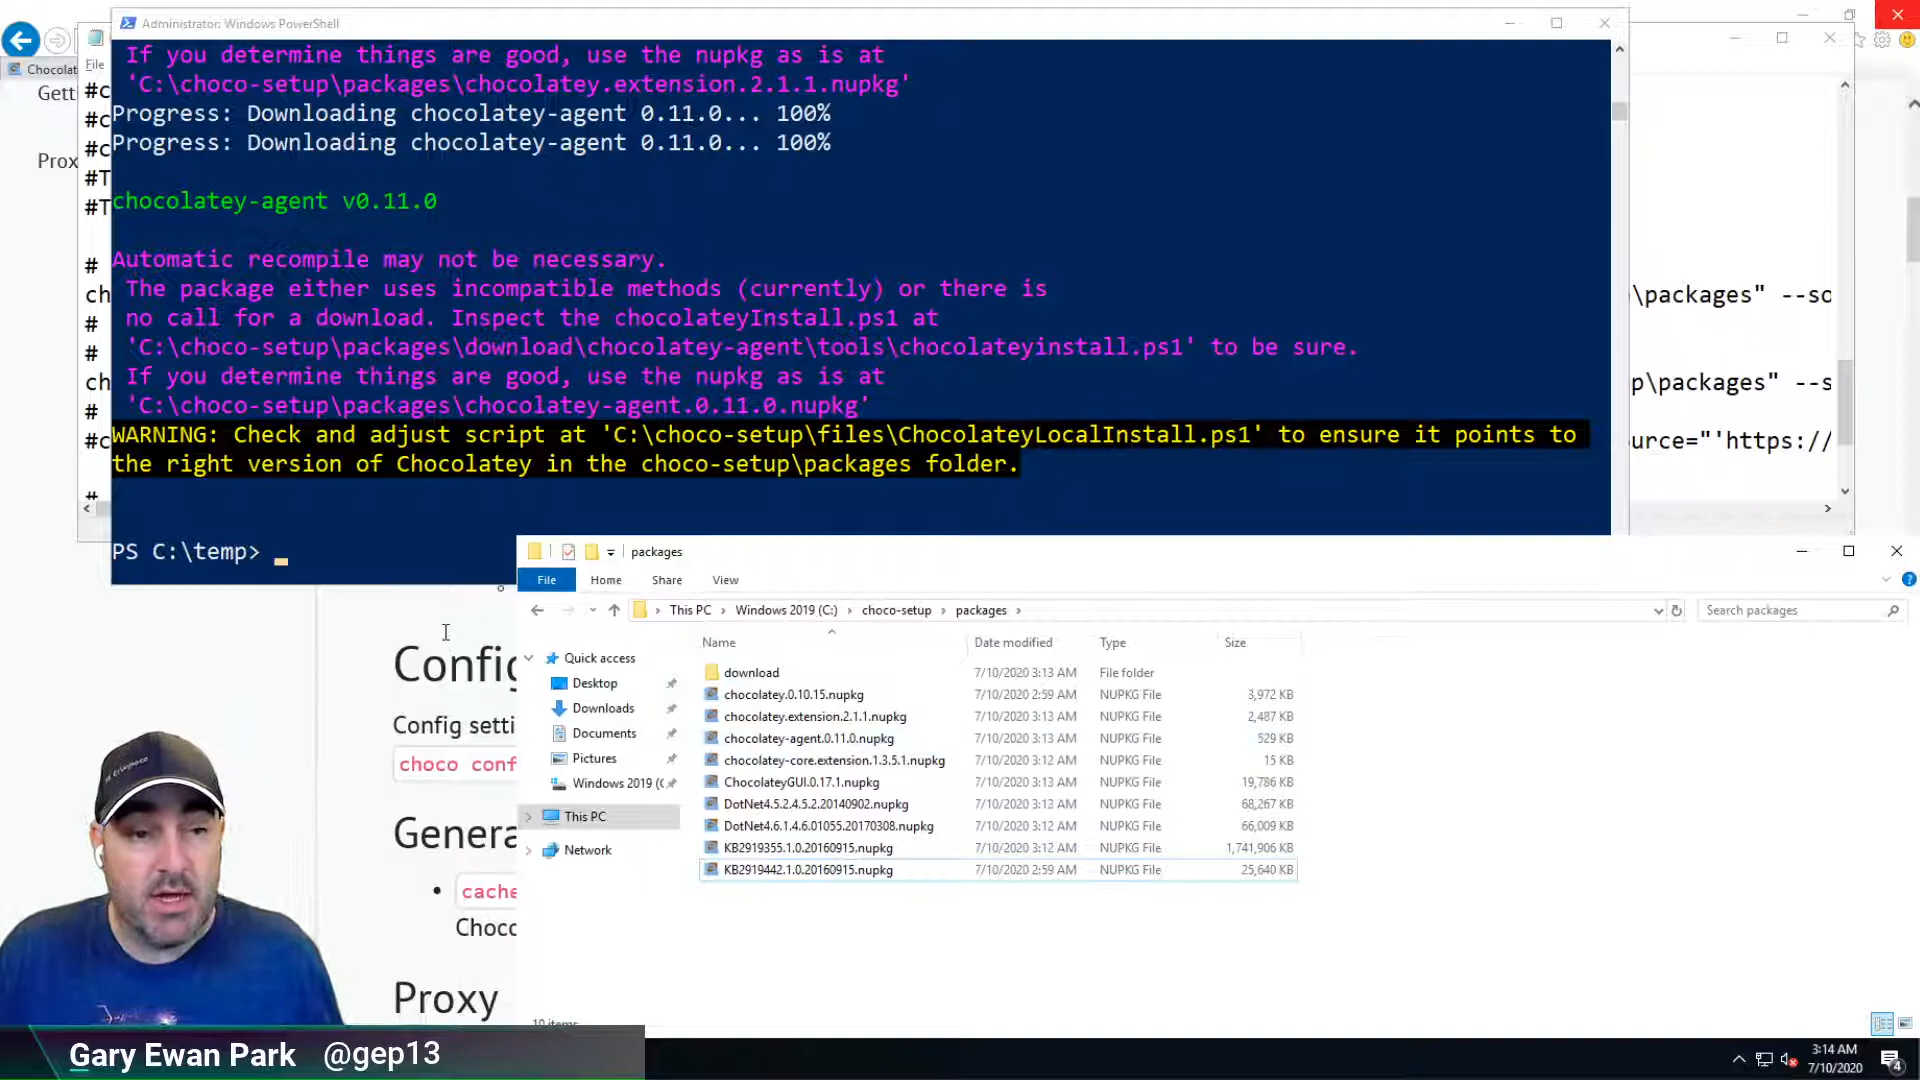 Administrator: Windows PowerShell
If you determine things are good, use the nupkg as is at
'C:\choco-setup\packages\chocolatey.extension.2.1.1.nupkg'
Progress: Downloading chocolatey-agent 0.11.0... 100%
Progress: Downloading chocolatey-agent 0.11.0... 100%
chocolatey-agent v0.11.0
Automatic recompile may not be necessary.
The package either uses incompatible methods (currently) or there is
no call for a download. Inspect the chocolateyInstall.ps1 at
'C:\choco-setup\packages\download\chocolatey-agent\tools\chocolateyinstall.ps1' to be sure.
If you determine things are good, use the nupkg as is at
'C:\choco-setup\packages\chocolatey-agent.0.11.0.nupkg'
WARNING: Check and adjust script at 'C:\choco-setup\files\ChocolateyLocalInstall.ps1' to ensure it points to
the right version of Chocolatey in the choco-setup\packages folder.
PS C:\temp>
Chocolat
File
Getti
Prox
#c
#c
#c
#T
#T
#
ch
#
#
ch
#
#c
#
\packages" --so
p\packages" --s
ource="'https://
packages
File
Home
Share
View
This PC
Windows 2019 (C:)
choco-setup
packages
Search packages
Name
Date modified
Type
Size
Quick access
Desktop
Downloads
Documents
Pictures
Windows 2019 (
This PC
Network
download 7/10/2020 3:13 AM File folder
chocolatey.0.10.15.nupkg 7/10/2020 2:59 AM NUPKG File 3,972 KB
chocolatey.extension.2.1.1.nupkg 7/10/2020 3:13 AM NUPKG File 2,487 KB
chocolatey-agent.0.11.0.nupkg 7/10/2020 3:13 AM NUPKG File 529 KB
chocolatey-core.extension.1.3.5.1.nupkg 7/10/2020 3:12 AM NUPKG File 15 KB
ChocolateyGUI.0.17.1.nupkg 7/10/2020 3:13 AM NUPKG File 19,786 KB
DotNet4.5.2.4.5.2.20140902.nupkg 7/10/2020 3:13 AM NUPKG File 68,267 KB
DotNet4.6.1.4.6.01055.20170308.nupkg 7/10/2020 3:12 AM NUPKG File 66,009 KB
KB2919355.1.0.20160915.nupkg 7/10/2020 3:12 AM NUPKG File 1,741,906 KB
KB2919442.1.0.20160915.nupkg 7/10/2020 2:59 AM NUPKG File 25,640 KB
10 items
Config
Config setti
choco conf
Genera
cache
Choco
Proxy
Gary Ewan Park @gep13
3:14 AM
7/10/2020
4